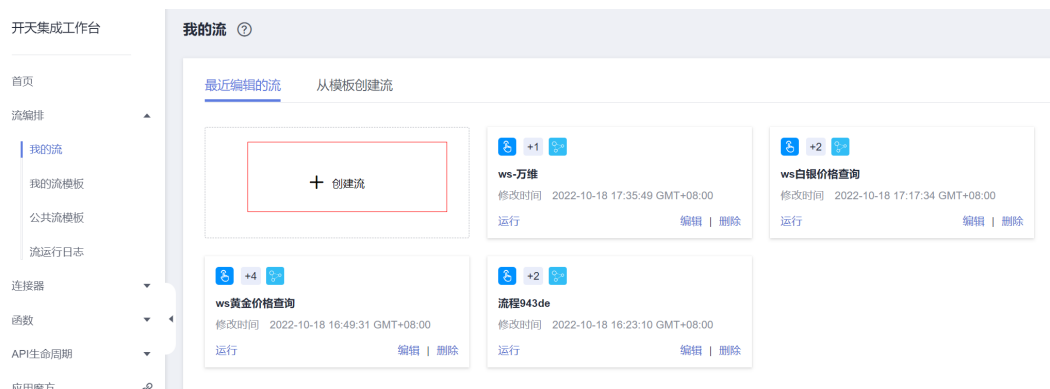 开天集成工作台
我的流 ?
首页
流编排
我的流
我的流模板
公共流模板
流运行日志
连接器
函数
API生命周期
应用魔方
最近编辑的流 从模板创建流
+ 创建流
+1
ws-万维
修改时间 2022-10-18 17:35:49 GMT+08:00
运行 编辑 | 删除
+2
ws白银价格查询
修改时间 2022-10-18 17:17:34 GMT+08:00
运行 编辑 | 删除
+4
ws黄金价格查询
修改时间 2022-10-18 16:49:31 GMT+08:00
运行 编辑 | 删除
+2
流程943de
修改时间 2022-10-18 16:23:10 GMT+08:00
运行 编辑 | 删除